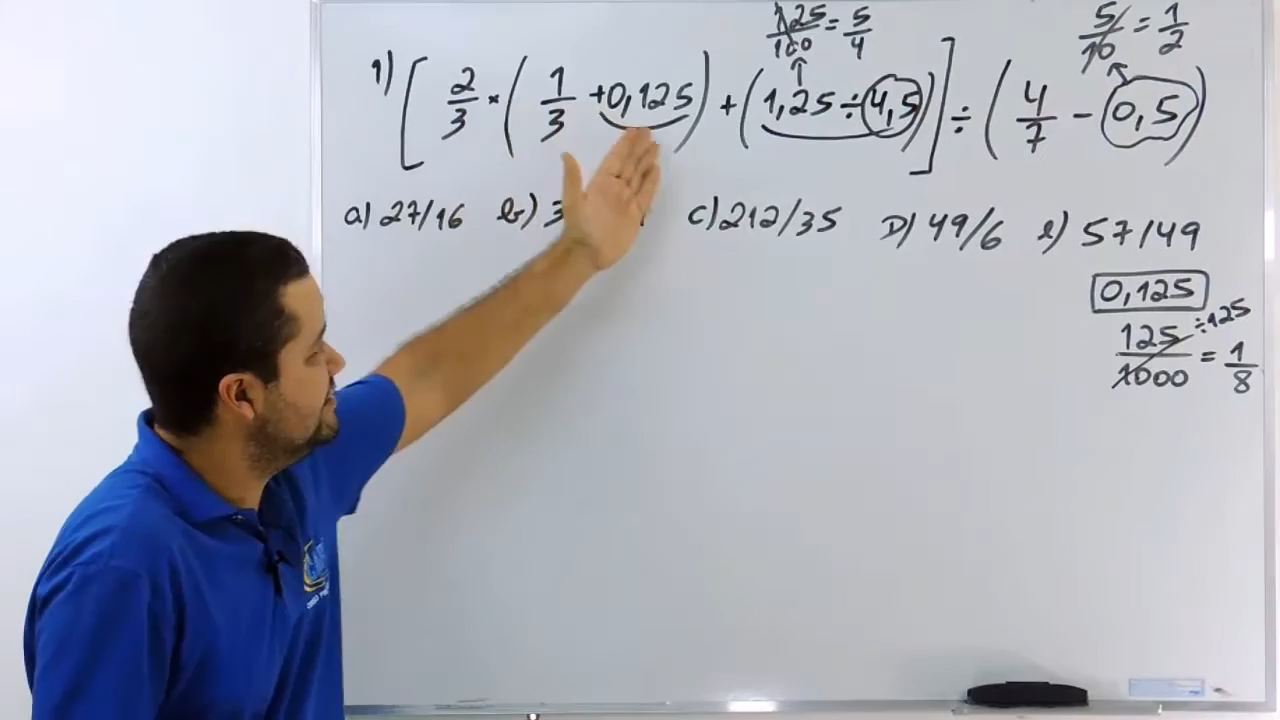 125/100 = 5/4
5/10 = 1/2
1) [ 2/3 × ( 1/3 + 0,125 ) + ( 1,25 ÷ 4,5 ) ] ÷ ( 4/7 − 0,5 )
a) 27/16 b) 3 c) 212/35 D) 49/6 e) 57/49
0,125
125/1000 ÷125 = 1/8